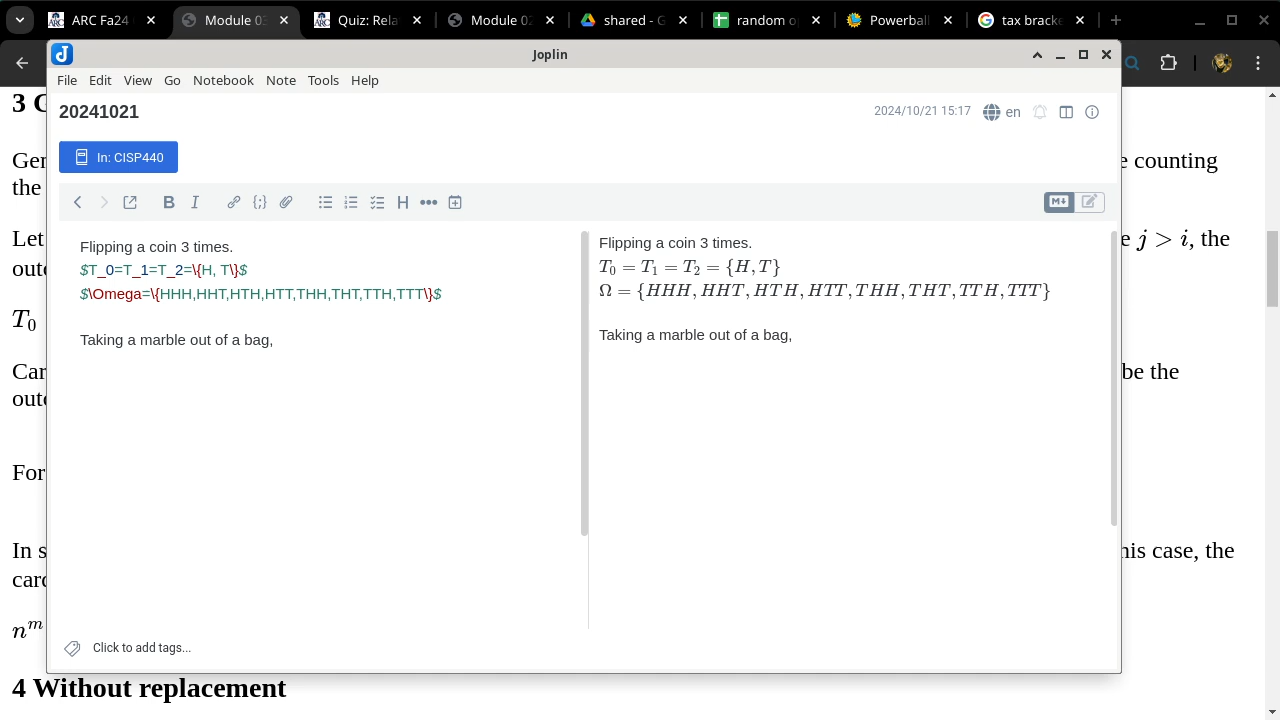 ARC Fa24
Module 03
Quiz: Rela
Module 02
shared - G
random o
Powerball
tax bracke
Joplin
File Edit View Go Notebook Note Tools Help
20241021
2024/10/21 15:17
en
In: CISP440
Flipping a coin 3 times.
$T_0=T_1=T_2=\{H, T\}$
$\Omega=\{HHH,HHT,HTH,HTT,THH,THT,TTH,TTT\}$
Taking a marble out of a bag,
Flipping a coin 3 times.
T₀ = T₁ = T₂ = {H, T}
Ω = {HHH, HHT, HTH, HTT, THH, THT, TTH, TTT}
Taking a marble out of a bag,
Click to add tags...
3 G
Ger
e counting
the
Let
e j > i, the
oute
T₀
Car
be the
oute
For
In s
his case, the
card
nᵐ
4 Without replacement